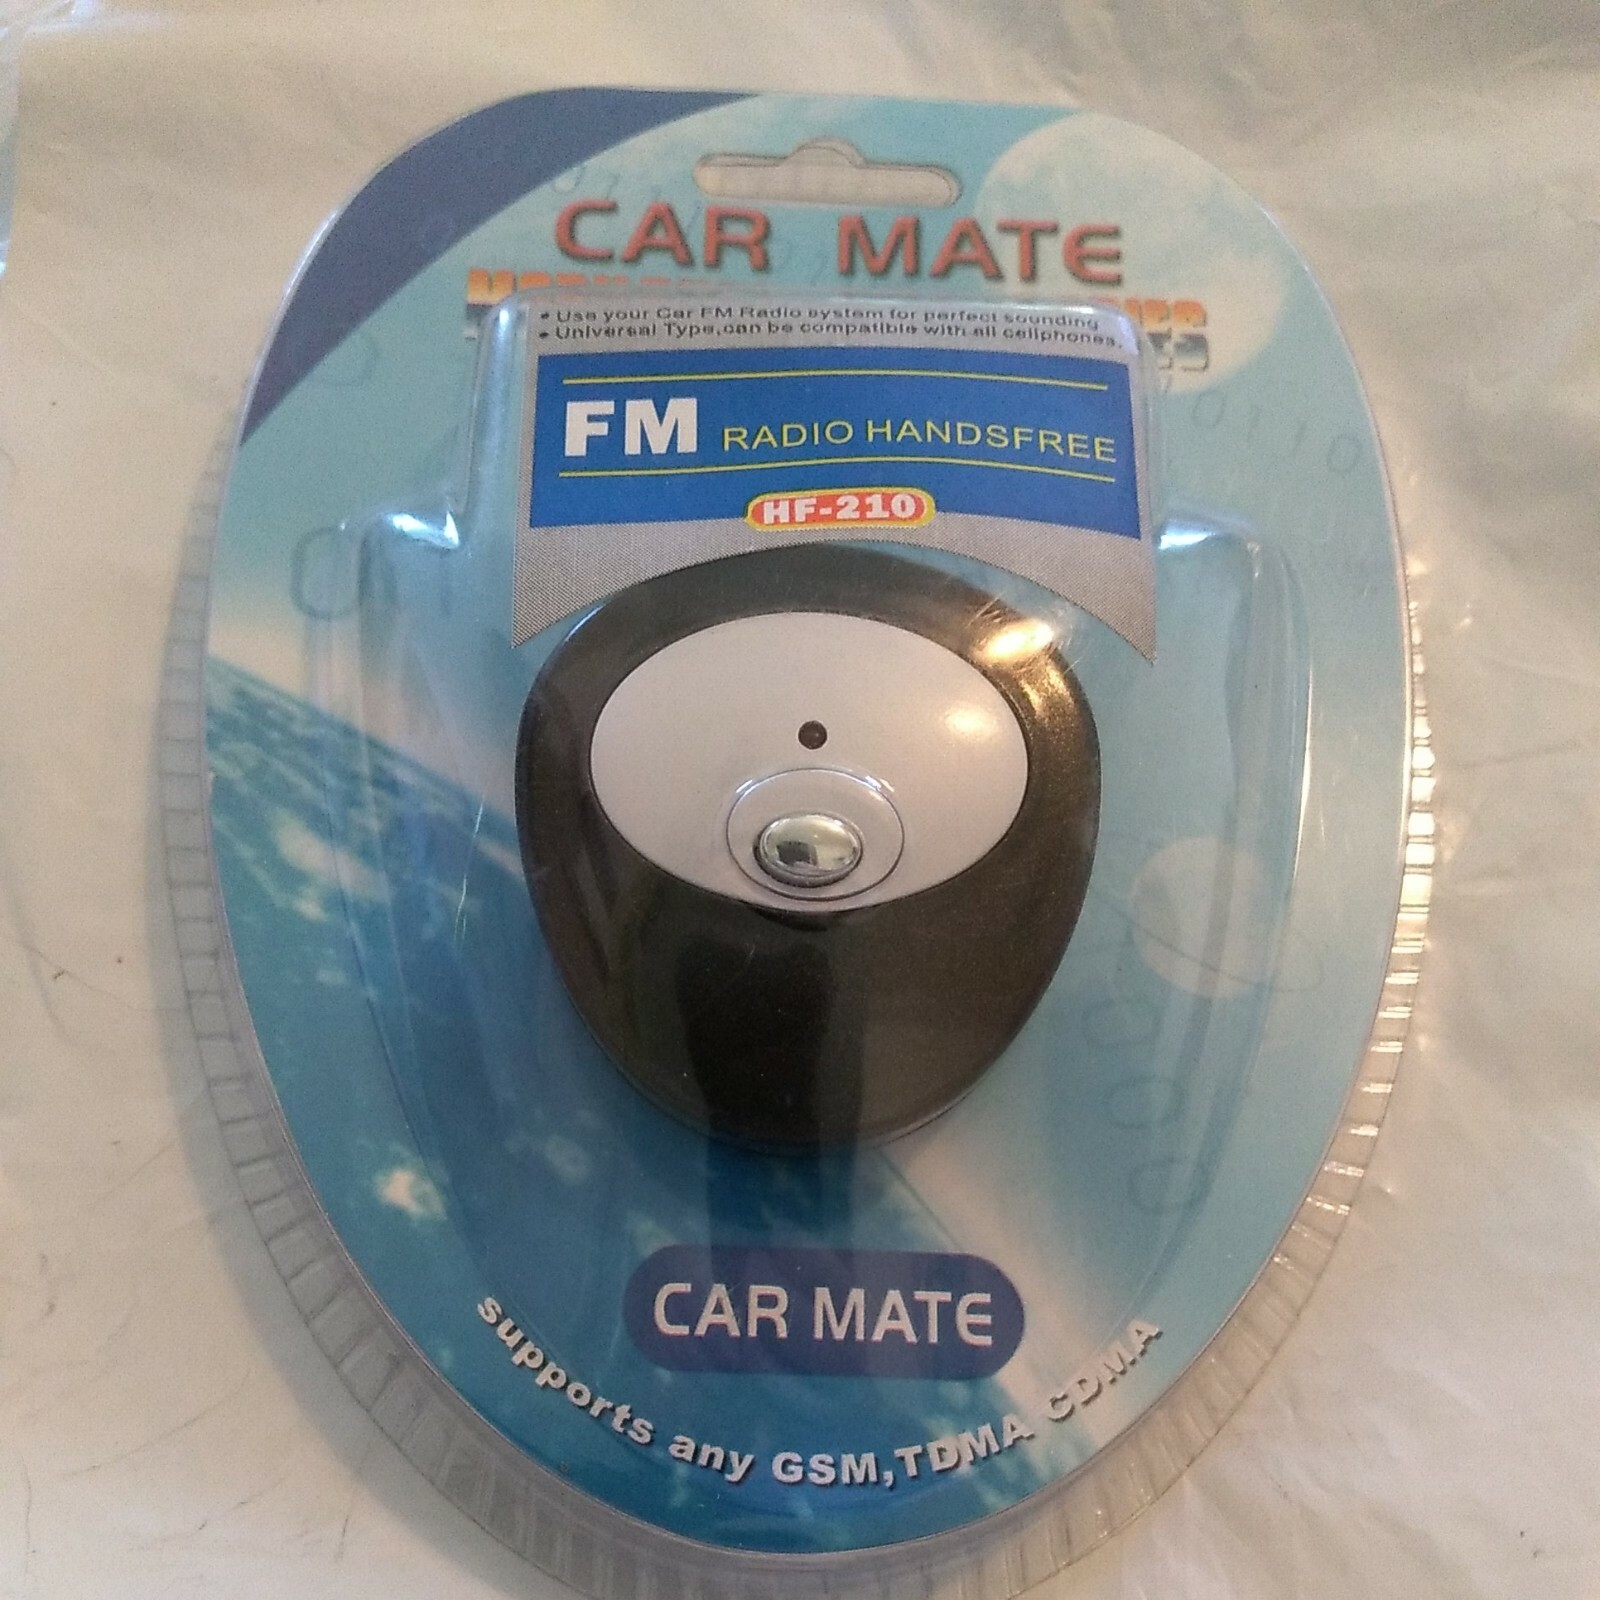 CAR MATE
• Use your Car FM Radio system for perfect sounding
• Universal Type,can be compatible with all cellphones.
FM RADIO HANDSFREE
HF-210
CAR MATE
supports any GSM,TDMA CDMA